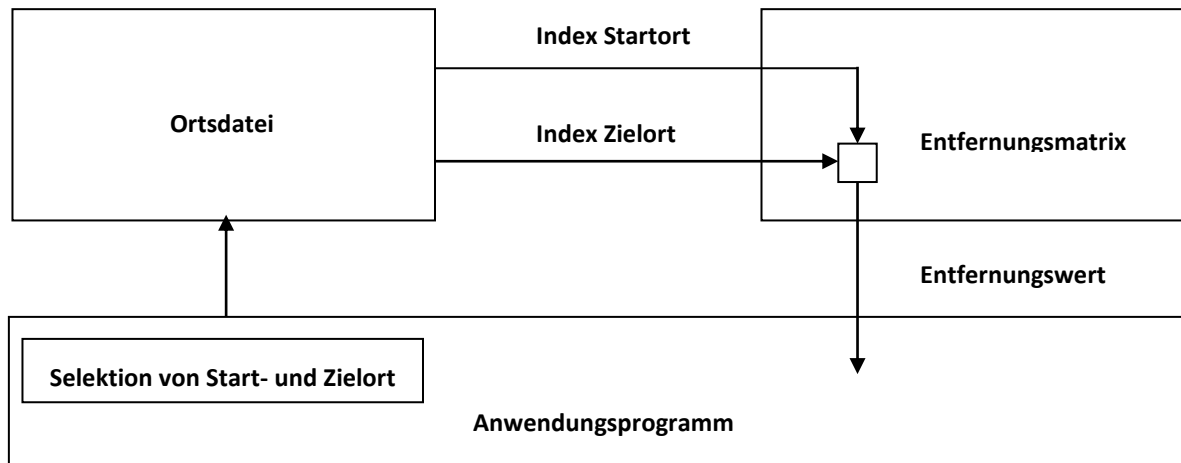 Index Startort
Ortsdatei
Index Zielort
Entfernungsmatrix
Entfernungswert
Selektion von Start- und Zielort
Anwendungsprogramm